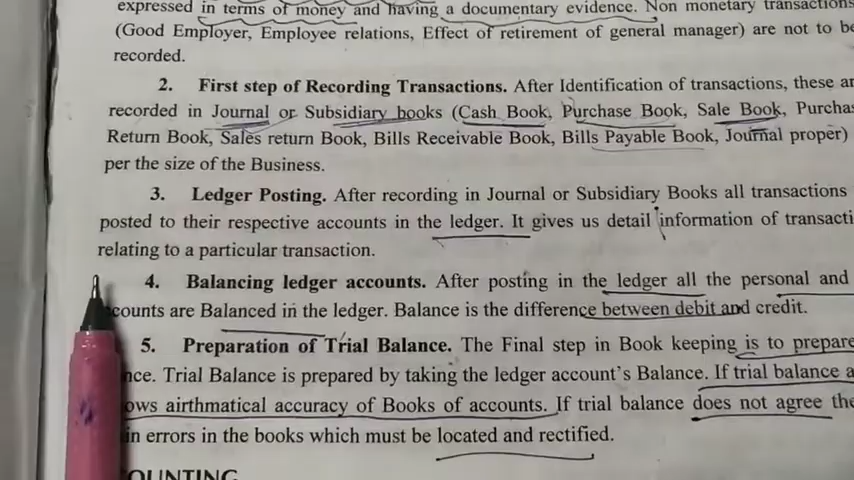 expressed in terms of money and having a documentary evidence. Non monetary transactions
(Good Employer, Employee relations, Effect of retirement of general manager) are not to be
recorded.
2. First step of Recording Transactions. After Identification of transactions, these ar
recorded in Journal or Subsidiary books (Cash Book, Purchase Book, Sale Book, Purcha
Return Book, Sales return Book, Bills Receivable Book, Bills Payable Book, Journal proper)
per the size of the Business.
3. Ledger Posting. After recording in Journal or Subsidiary Books all transactions
posted to their respective accounts in the ledger. It gives us detail information of transacti
relating to a particular transaction.
4. Balancing ledger accounts. After posting in the ledger all the personal and
counts are Balanced in the ledger. Balance is the difference between debit and credit.
5. Preparation of Trial Balance. The Final step in Book keeping is to prepare
nce. Trial Balance is prepared by taking the ledger account's Balance. If trial balance a
ows airthmatical accuracy of Books of accounts. If trial balance does not agree the
in errors in the books which must be located and rectified.
OUNTING